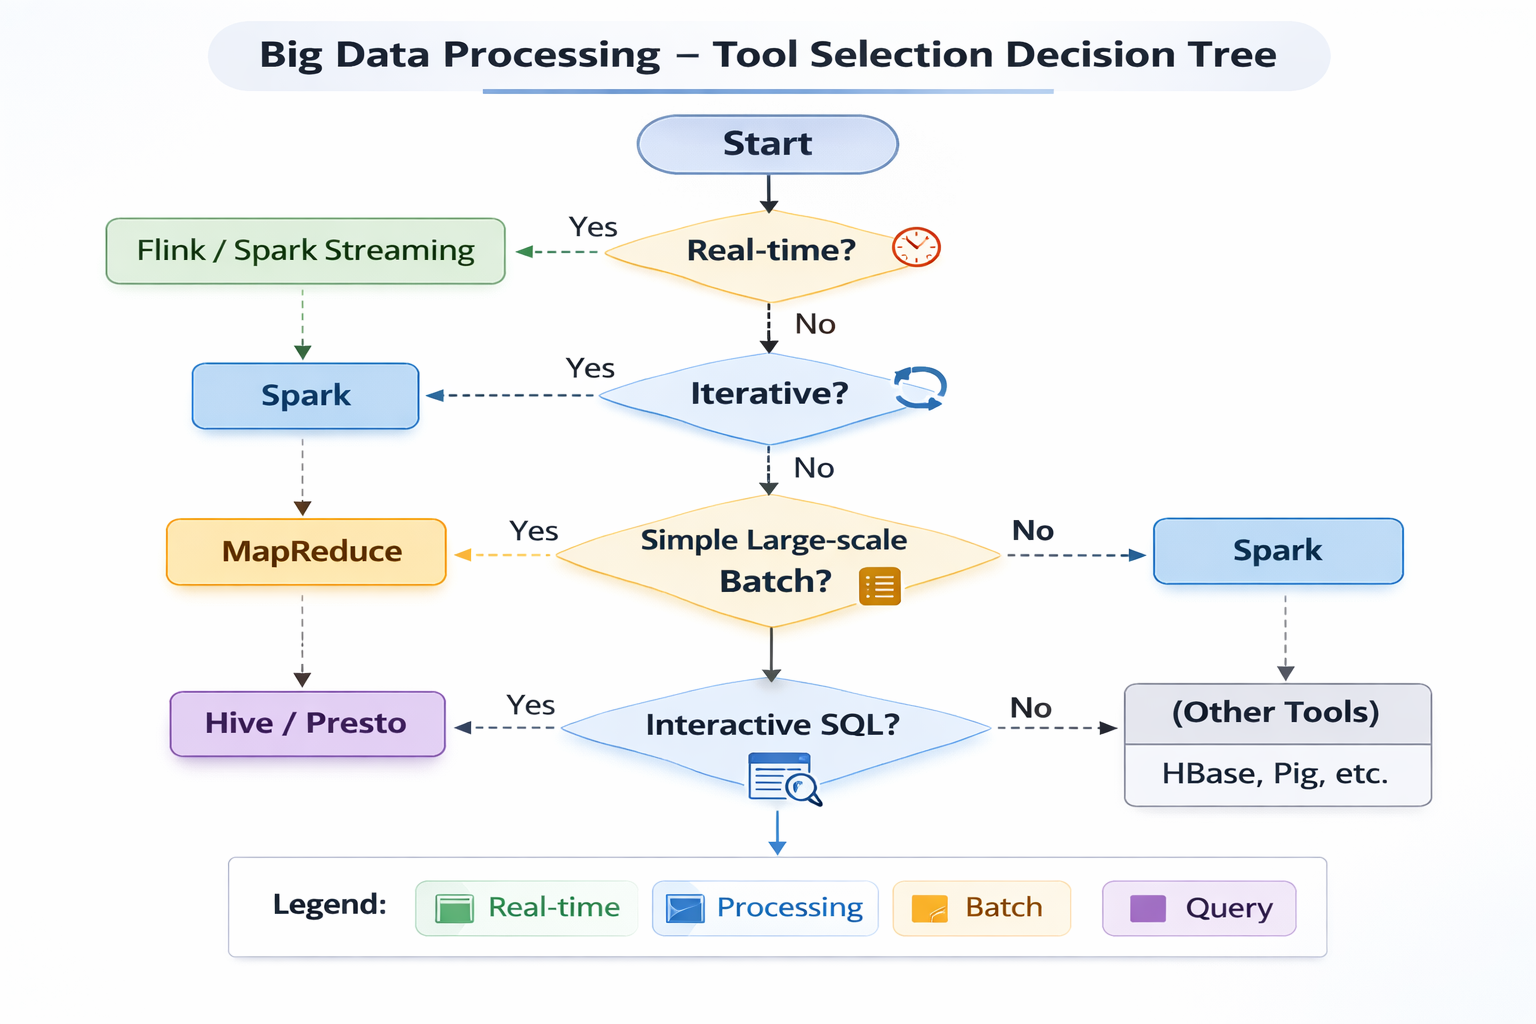 Big Data Processing – Tool Selection Decision Tree
Start
Yes
Flink / Spark Streaming
Real-time?
No
Yes
Spark
Iterative?
No
Yes
MapReduce
Simple Large-scale
Batch?
No
Spark
Yes
Hive / Presto
Interactive SQL?
No
(Other Tools)
HBase, Pig, etc.
Legend:
Real-time
Processing
Batch
Query